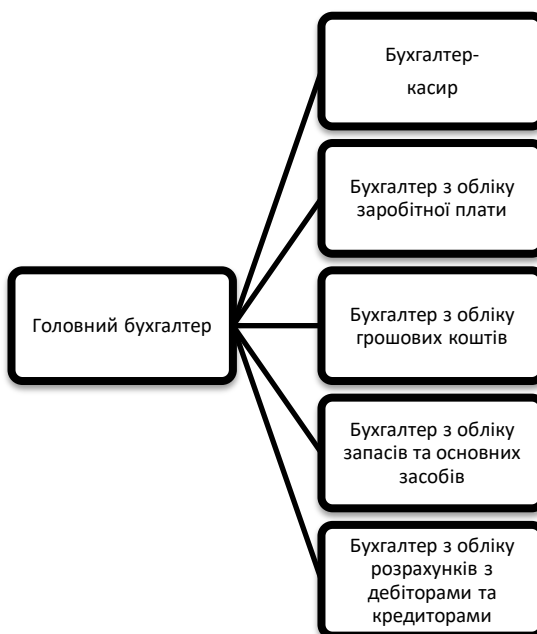 Бухгалтер-
касир
Бухгалтер з обліку
заробітної плати
Головний бухгалтер
Бухгалтер з обліку
грошових коштів
Бухгалтер з обліку
запасів та основних
засобів
Бухгалтер з обліку
розрахунків з
дебіторами та
кредиторами